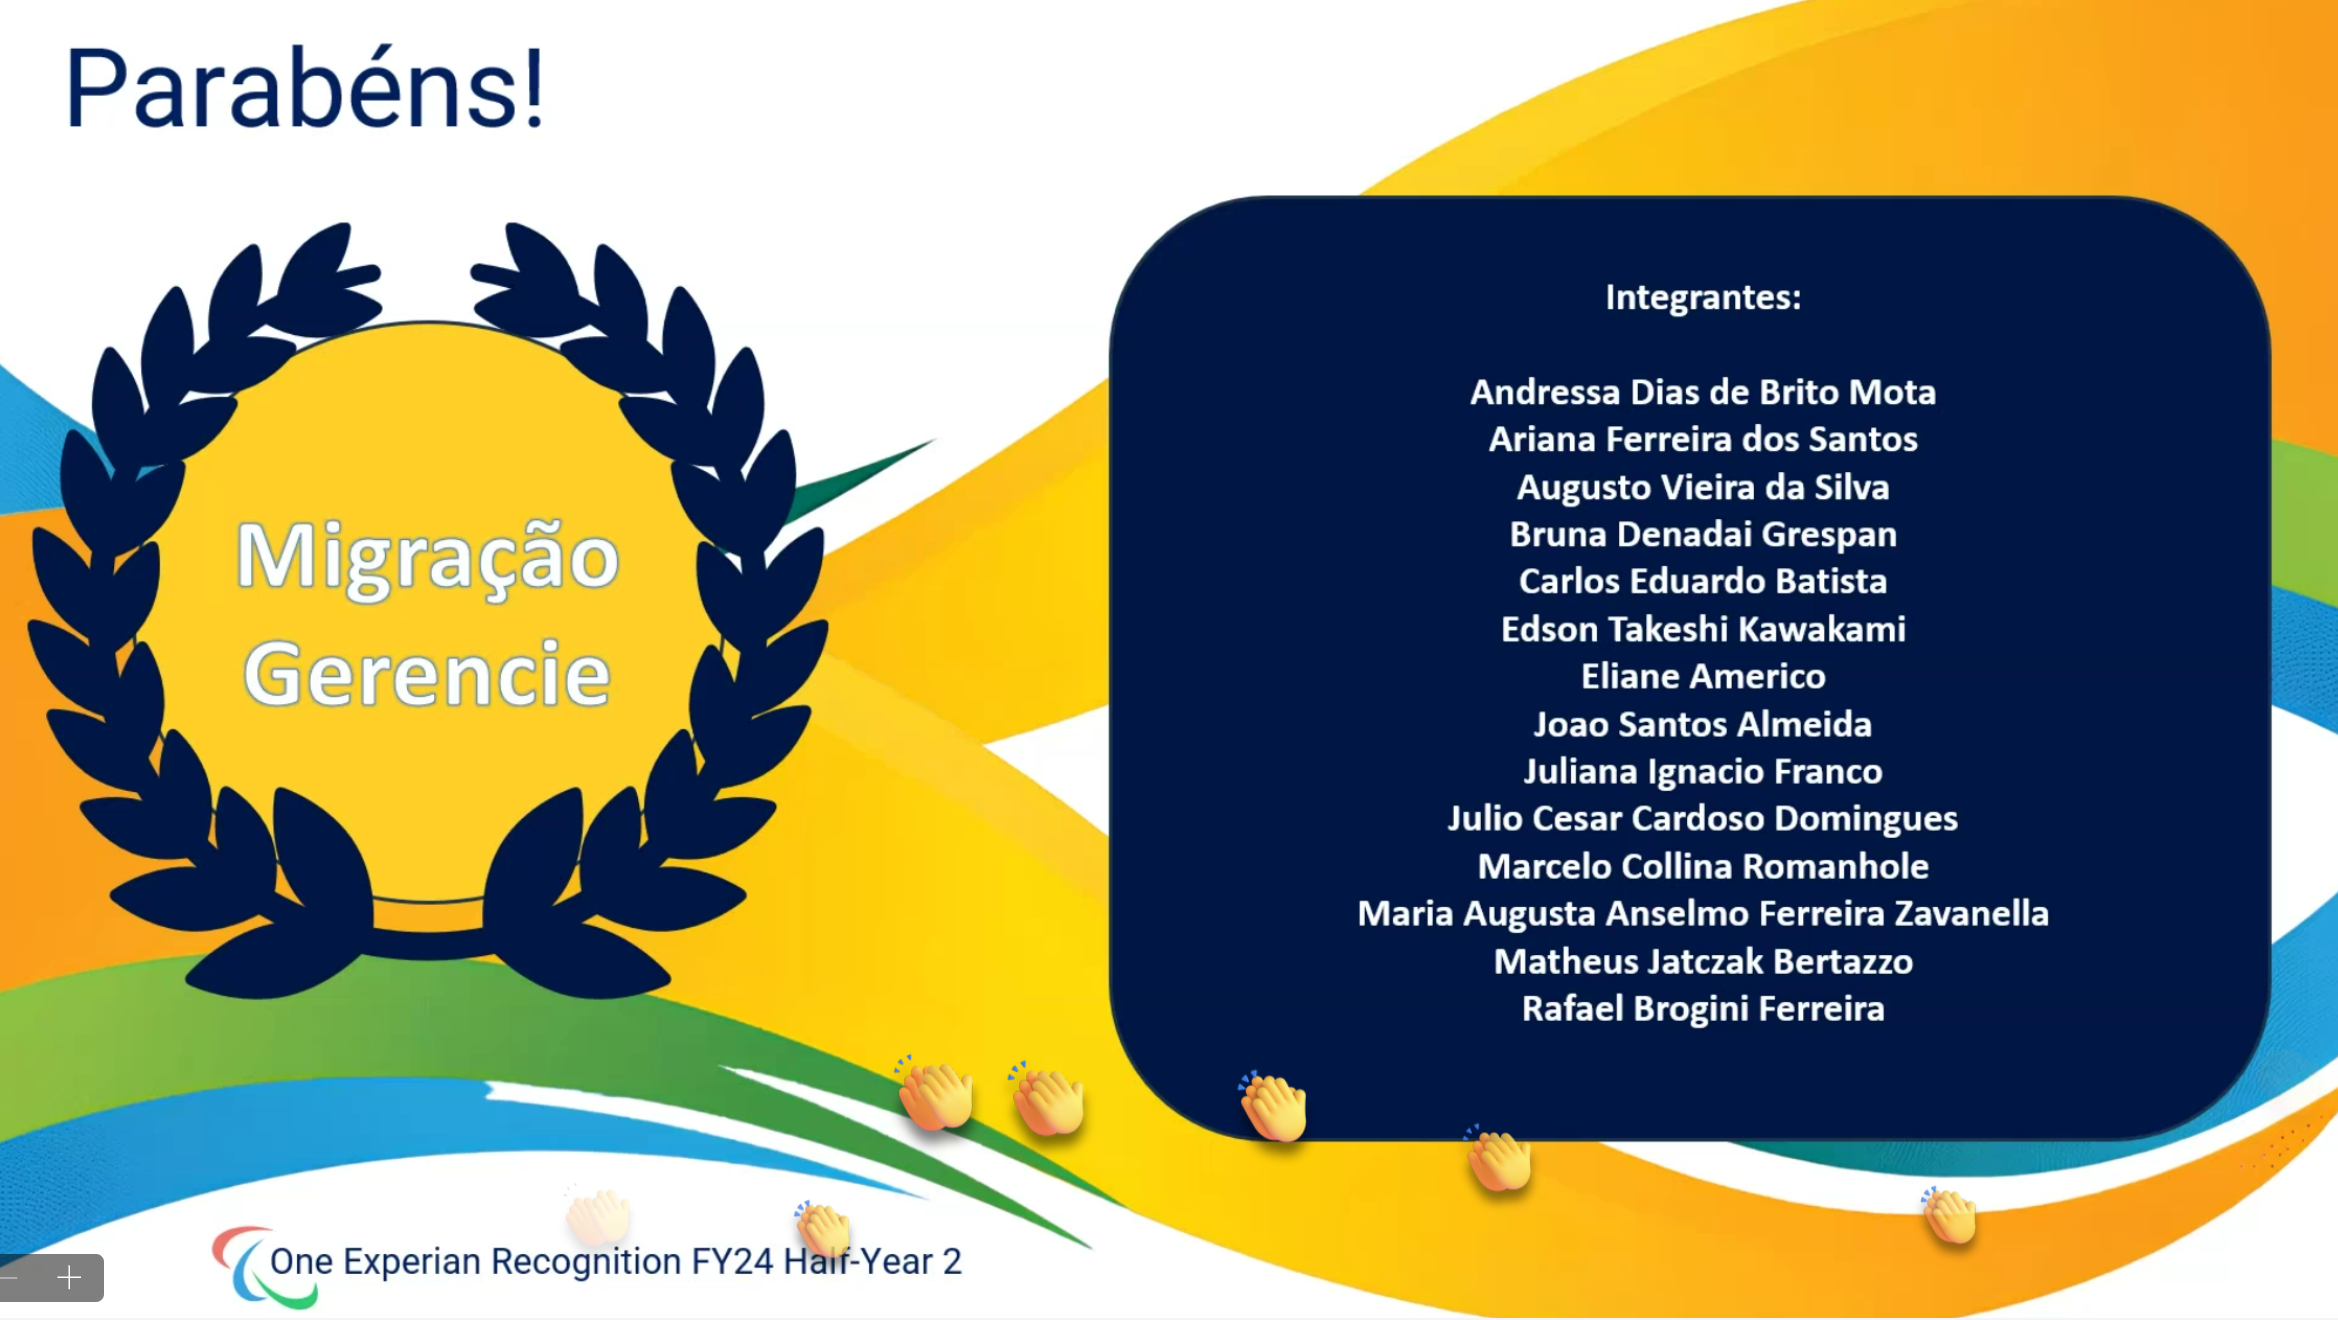 Parabéns!
Migração
Gerencie
Integrantes:
Andressa Dias de Brito Mota
Ariana Ferreira dos Santos
Augusto Vieira da Silva
Bruna Denadai Grespan
Carlos Eduardo Batista
Edson Takeshi Kawakami
Eliane Americo
Joao Santos Almeida
Juliana Ignacio Franco
Julio Cesar Cardoso Domingues
Marcelo Collina Romanhole
Maria Augusta Anselmo Ferreira Zavanella
Matheus Jatczak Bertazzo
Rafael Brogini Ferreira
One Experian Recognition FY24 Half-Year 2